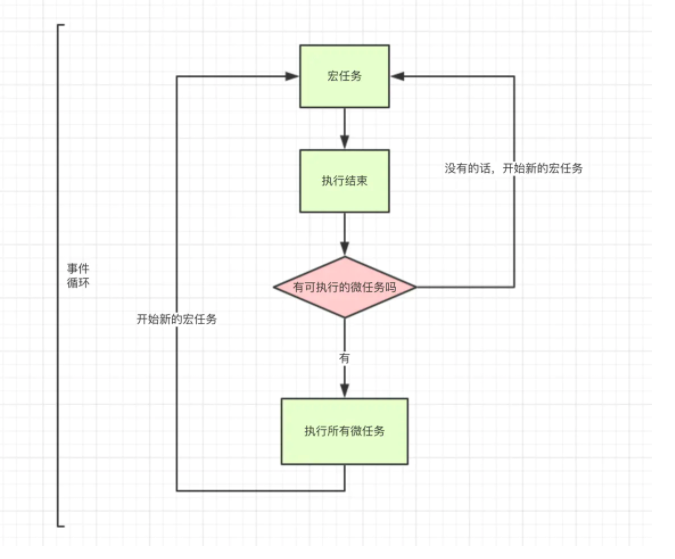 宏任务
执行结束
没有的话，开始新的宏任务
事件
循环
有可执行的微任务吗
开始新的宏任务
有
执行所有微任务